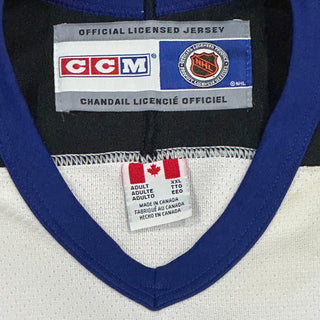 OFFICIAL LICENSED JERSEY
CCM
NHL
©NHL
CHANDAIL LICENCIÉ OFFICIEL
ADULT XXL
ADULTE TTG
ADULTO EEG
MADE IN CANADA
FABRIQUÉ AU CANADA
HECHO EN CANADA